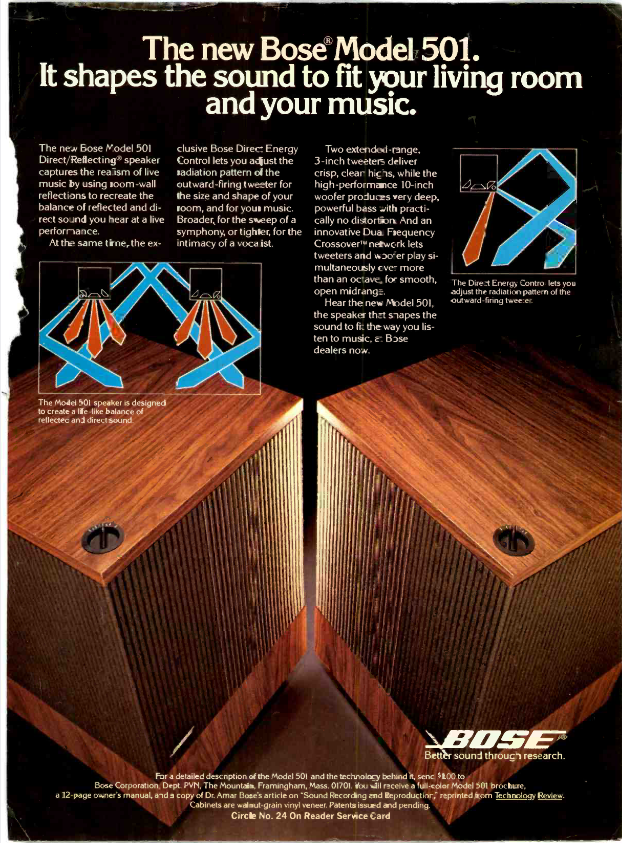 The new Bose® Model 501.
It shapes the sound to fit your living room
and your music.
The new Bose Model 501
Direct/Reflecting® speaker
captures the realism of live
music by using room-wall
reflections to recreate the
balance of reflected and di-
rect sound you hear at a live
performance.
At the same time, the ex-
clusive Bose Direct Energy
Control lets you adjust the
radiation pattern of the
outward-firing tweeter for
the size and shape of your
room, and for your music.
Broader, for the sweep of a
symphony, or tighter, for the
intimacy of a vocalist.
Two extended-range,
3-inch tweeters deliver
crisp, clean highs, while the
high-performance 10-inch
woofer produces very deep,
powerful bass with practi-
cally no distortion. And an
innovative Dual Frequency
Crossover™ network lets
tweeters and woofer play si-
multaneously over more
than an octave, for smooth,
open midrange.
Hear the new Model 501,
the speaker that shapes the
sound to fit the way you lis-
ten to music, at Bose
dealers now.
The Direct Energy Control lets you
adjust the radiation pattern of the
outward-firing tweeter.
The Model 501 speaker is designed
to create a life-like balance of
reflected and direct sound.
BOSE®
Better sound through research.
For a detailed description of the Model 501 and the technology behind it, send $1.00 to
Bose Corporation, Dept. PVN, The Mountain, Framingham, Mass. 01701. You will receive a full-color Model 501 brochure,
a 12-page owner's manual, and a copy of Dr. Amar Bose's article on "Sound Recording and Reproduction," reprinted from Technology Review.
Cabinets are walnut-grain vinyl veneer. Patents issued and pending.
Circle No. 24 On Reader Service Card